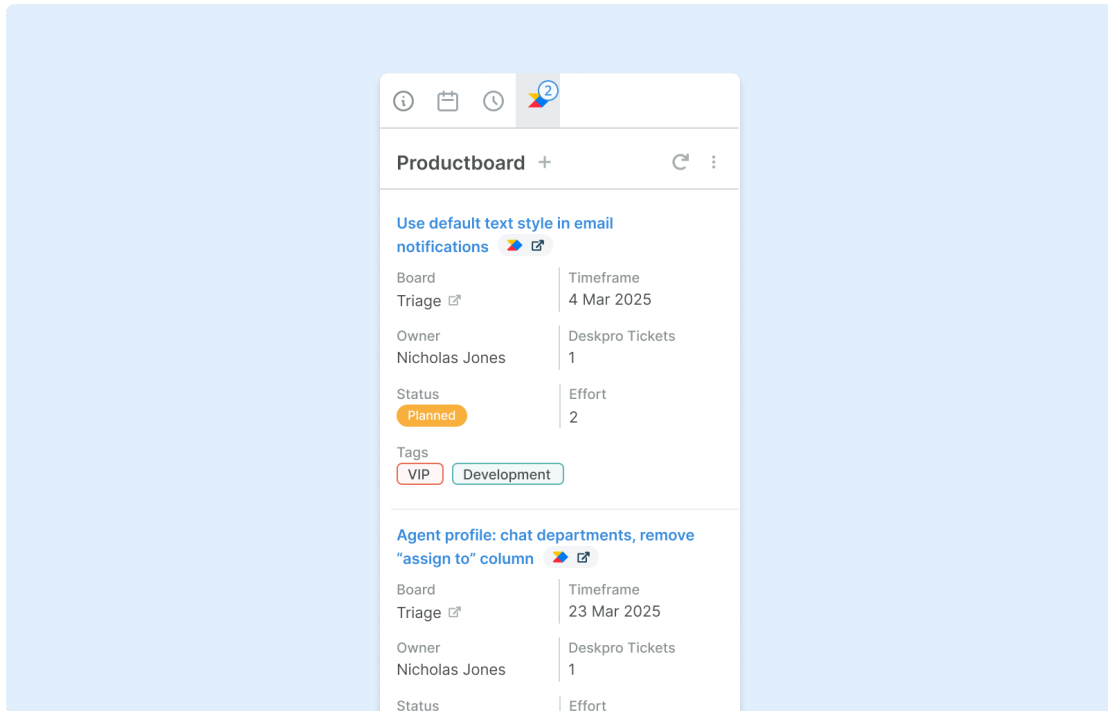 2
Productboard
Use default text style in email
notifications
Board
Timeframe
Triage
4 Mar 2025
Owner
Deskpro Tickets
Nicholas Jones
1
Status
Effort
Planned
2
Tags
VIP
Development
Agent profile: chat departments, remove
“assign to” column
Board
Timeframe
Triage
23 Mar 2025
Owner
Deskpro Tickets
Nicholas Jones
1
Status
Effort